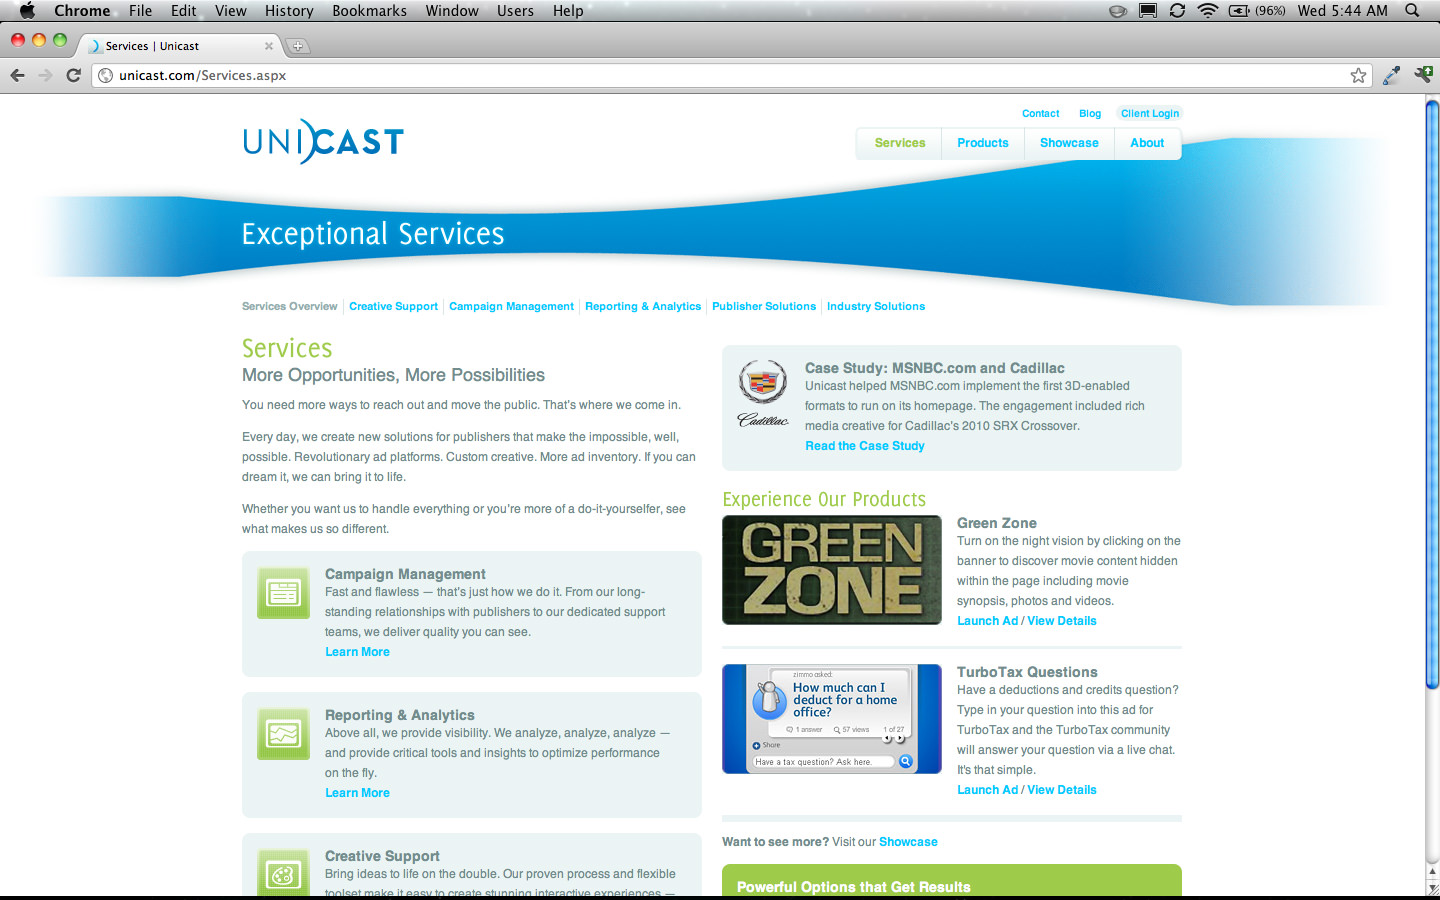 Chrome File Edit View History Bookmarks Window Users Help (96%) Wed 5:44 AM
Services | Unicast
unicast.com/Services.aspx
Contact Blog Client Login
UNICAST
Services Products Showcase About
Exceptional Services
Services Overview Creative Support Campaign Management Reporting & Analytics Publisher Solutions Industry Solutions
Services
More Opportunities, More Possibilities
You need more ways to reach out and move the public. That's where we come in.
Every day, we create new solutions for publishers that make the impossible, well,
possible. Revolutionary ad platforms. Custom creative. More ad inventory. If you can
dream it, we can bring it to life.
Whether you want us to handle everything or you're more of a do-it-yourselfer, see
what makes us so different.
Campaign Management
Fast and flawless — that's just how we do it. From our long-
standing relationships with publishers to our dedicated support
teams, we deliver quality you can see.
Learn More
Reporting & Analytics
Above all, we provide visibility. We analyze, analyze, analyze —
and provide critical tools and insights to optimize performance
on the fly.
Learn More
Creative Support
Bring ideas to life on the double. Our proven process and flexible
toolset make it easy to create stunning interactive experiences —
Cadillac
Case Study: MSNBC.com and Cadillac
Unicast helped MSNBC.com implement the first 3D-enabled
formats to run on its homepage. The engagement included rich
media creative for Cadillac's 2010 SRX Crossover.
Read the Case Study
Experience Our Products
GREEN
ZONE
Green Zone
Turn on the night vision by clicking on the
banner to discover movie content hidden
within the page including movie
synopsis, photos and videos.
Launch Ad / View Details
zimmo asked:
How much can I
deduct for a home
office?
1 answer 57 views 1 of 27
Share
Have a tax question? Ask here.
TurboTax Questions
Have a deductions and credits question?
Type in your question into this ad for
TurboTax and the TurboTax community
will answer your question via a live chat.
It's that simple.
Launch Ad / View Details
Want to see more? Visit our Showcase
Powerful Options that Get Results